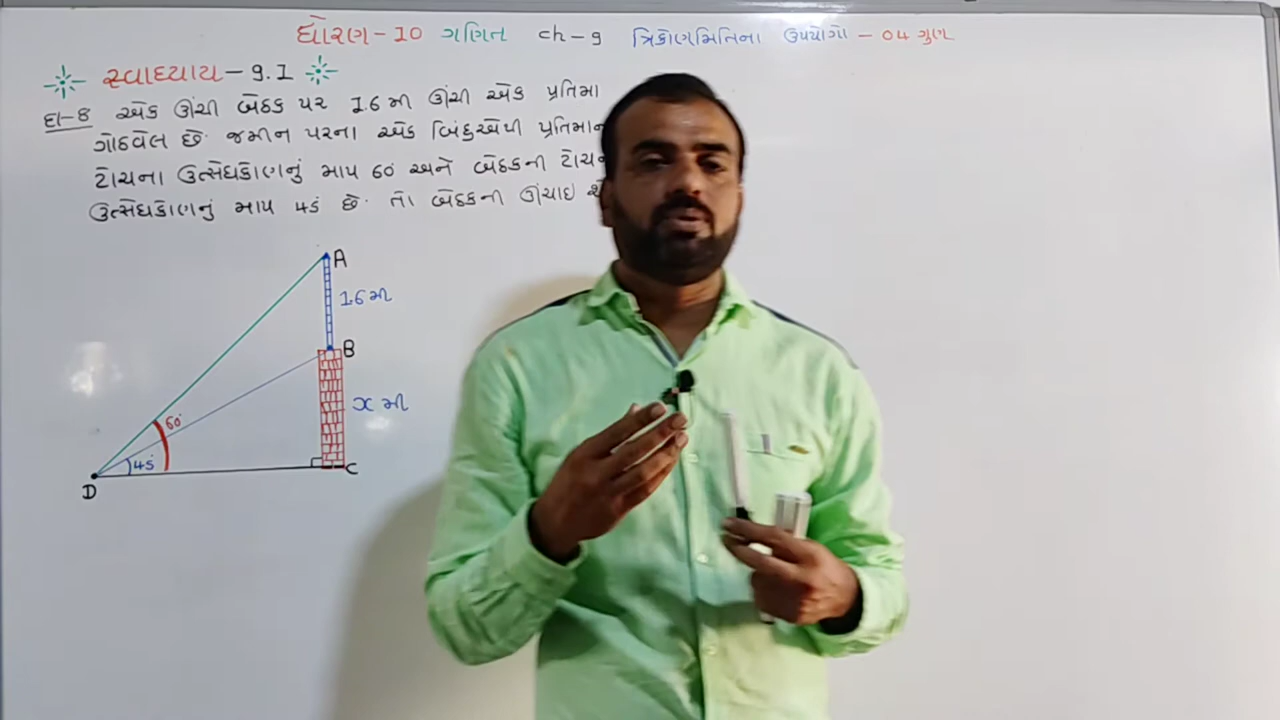 ધોરણ-10 ગણિત ch-9 ત્રિકોણમિતિના ઉપયોગો - 04 ગુણ
સ્વાધ્યાય - 9.1
દા-8 એક ઊંચી બેઠક પર 1.6 મી ઊંચી એક પ્રતિમા
ગોઠવેલ છે. જમીન પરના એક બિંદુએથી
ટોચના ઉત્સેધકોણનું માપ 60° અને બેઠકની
ઉત્સેધકોણનું માપ 45° છે. તો બેઠકની ઊંચાઇ
A
1.6 મી
B
x મી
60°
45°
C
D